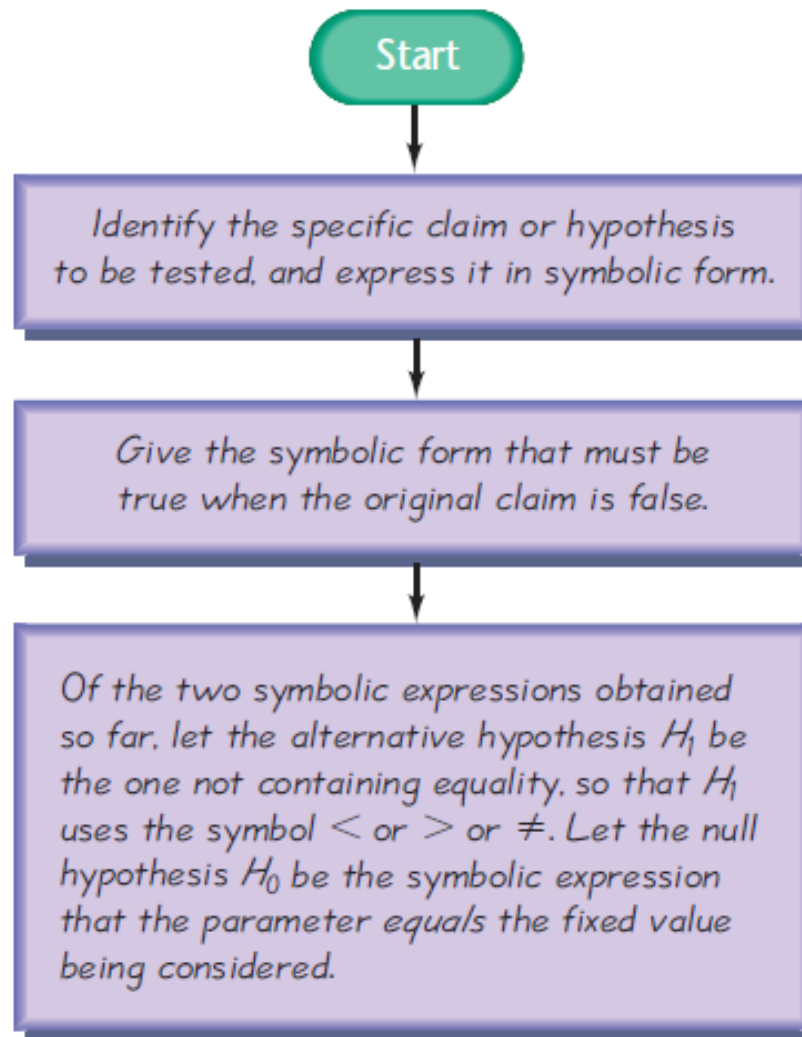 Start
Identify the specific claim or hypothesis
to be tested, and express it in symbolic form.
Give the symbolic form that must be
true when the original claim is false.
Of the two symbolic expressions obtained
so far, let the alternative hypothesis H₁ be
the one not containing equality, so that H₁
uses the symbol < or > or ≠. Let the null
hypothesis H₀ be the symbolic expression
that the parameter equals the fixed value
being considered.